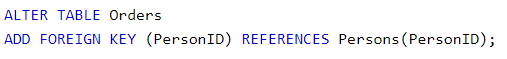 ALTER TABLE Orders
ADD FOREIGN KEY (PersonID) REFERENCES Persons(PersonID);